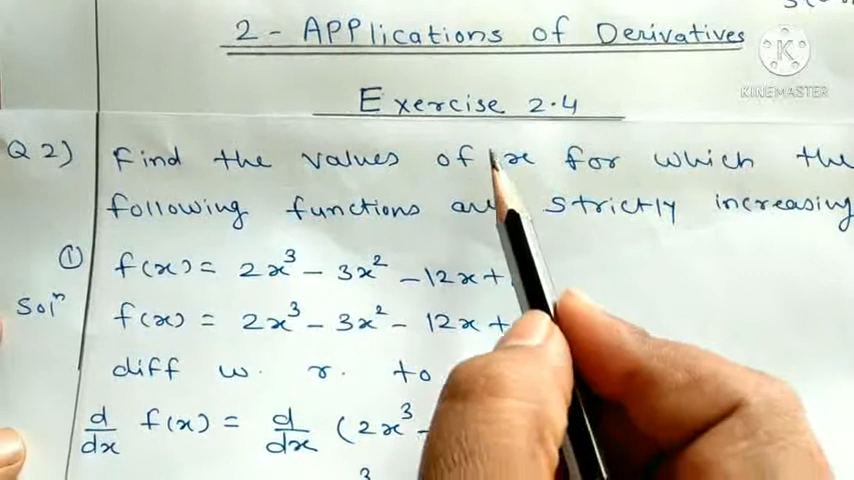 2 - Applications of Derivatives
K
KINEMASTER
Exercise 2.4
Q 2) Find the values of x for which the
following functions are strictly increasing
① f(x) = 2x³ - 3x² - 12x +
Solⁿ f(x) = 2x³ - 3x² - 12x +
diff w. r. to
d/dx f(x) = d/dx (2x³ -
3